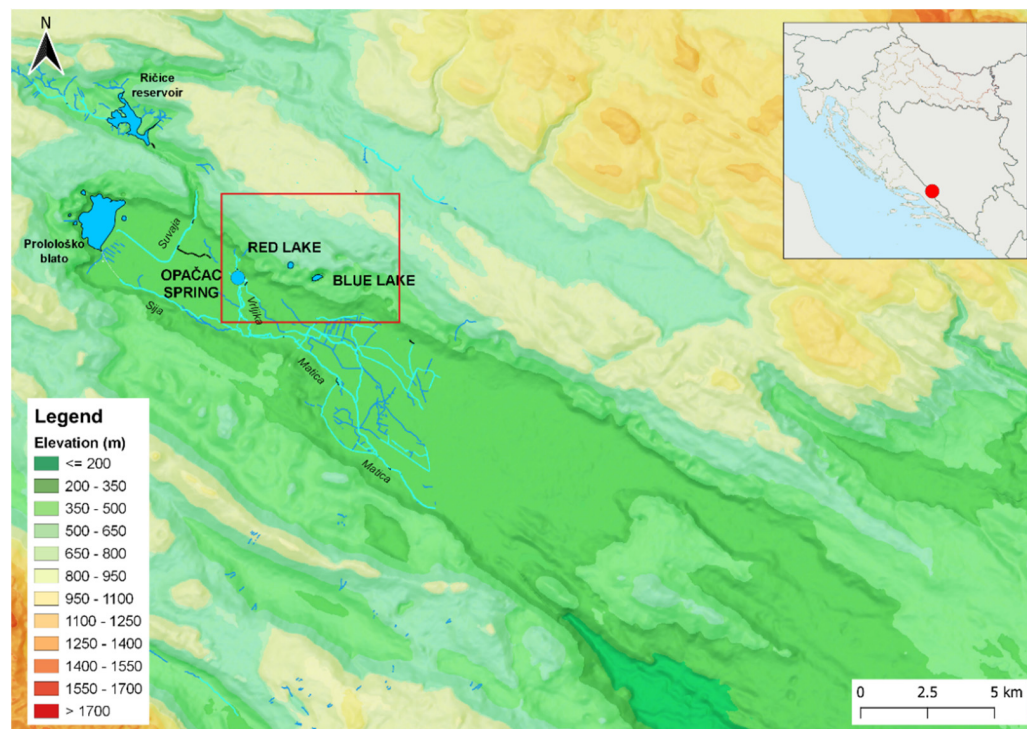 N
Ričice
reservoir
Prološko
blato
Suvaja
RED LAKE
BLUE LAKE
OPAČAC
SPRING
Vrljika
Sija
Matica
Matica
Legend
Elevation (m)
<= 200
200 - 350
350 - 500
500 - 650
650 - 800
800 - 950
950 - 1100
1100 - 1250
1250 - 1400
1400 - 1550
1550 - 1700
> 1700
0 2.5 5 km